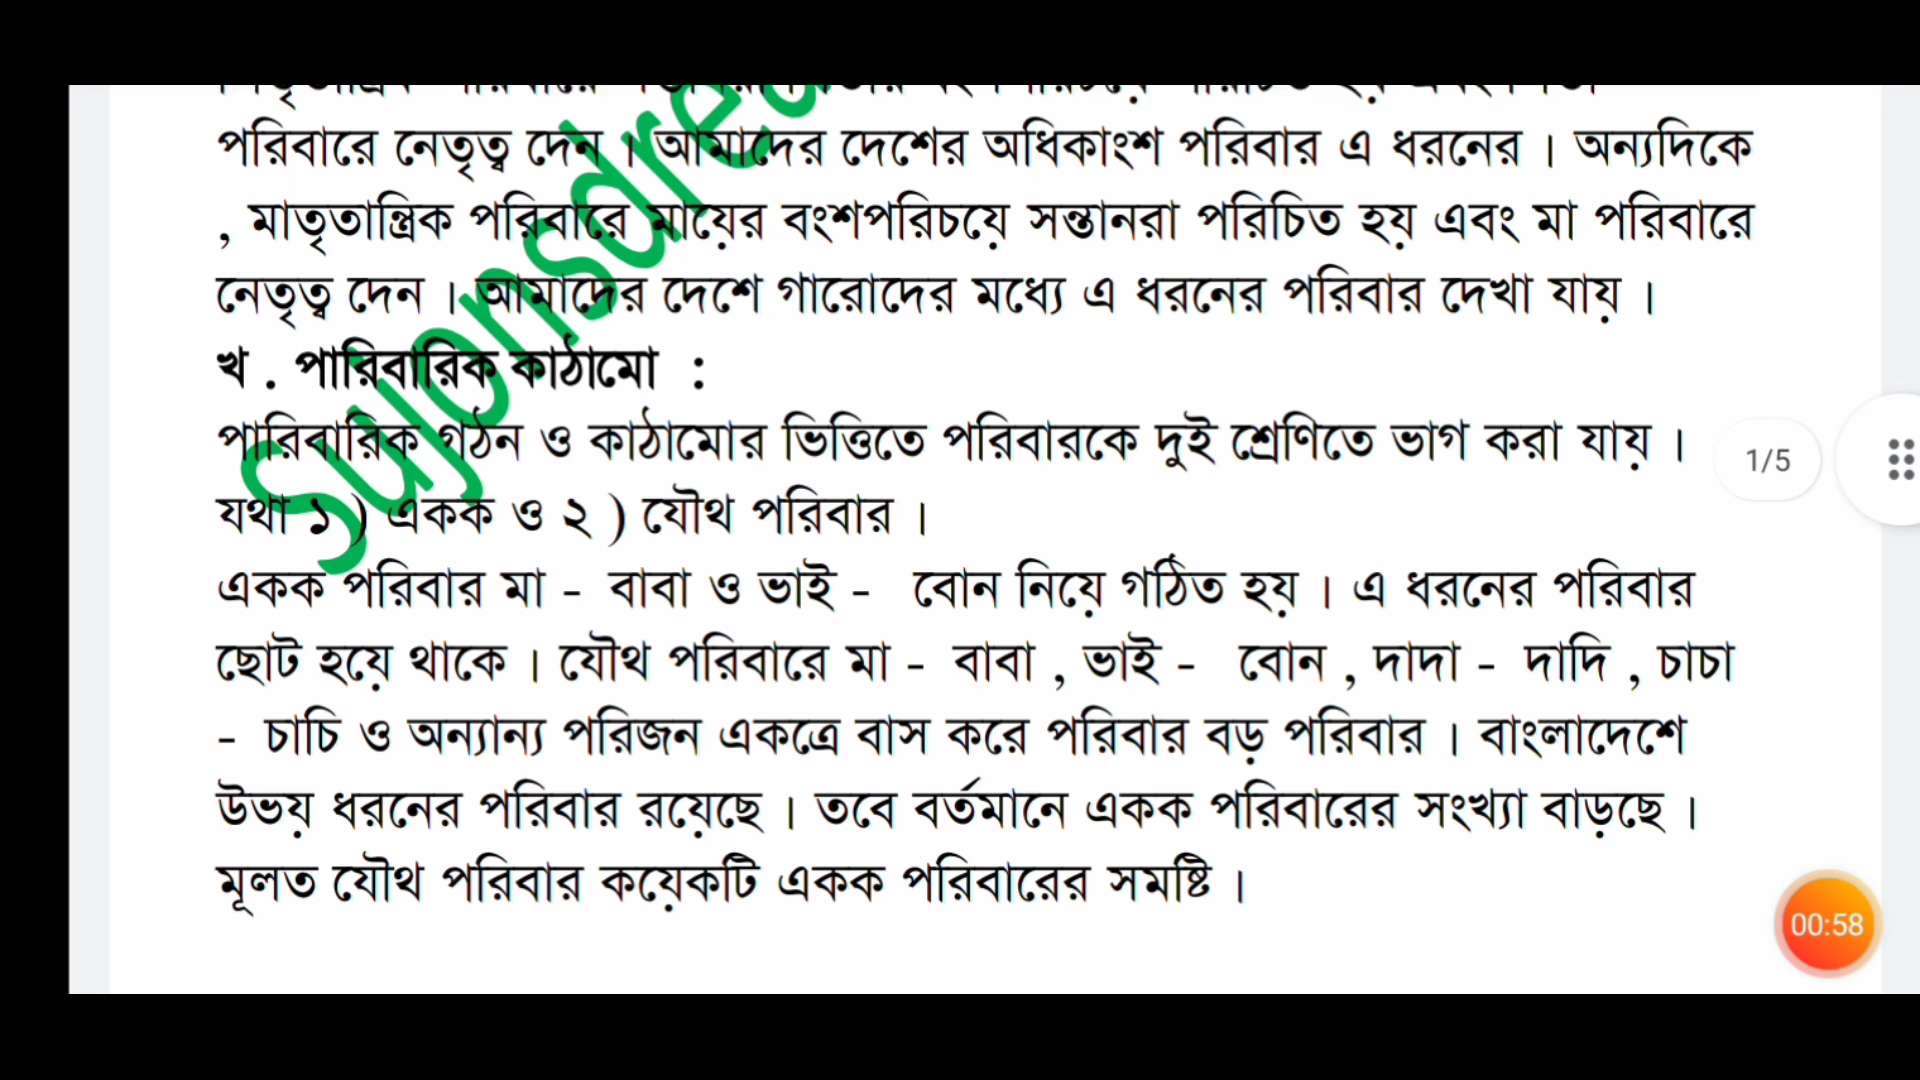 পরিবারে নেতৃত্ব দেন । আমাদের দেশের অধিকাংশ পরিবার এ ধরনের । অন্যদিকে
, মাতৃতান্ত্রিক পরিবারে মায়ের বংশপরিচয়ে সন্তানরা পরিচিত হয় এবং মা পরিবারে
নেতৃত্ব দেন । আমাদের দেশে গারোদের মধ্যে এ ধরনের পরিবার দেখা যায় ।
খ . পারিবারিক কাঠামো :
পারিবারিক গঠন ও কাঠামোর ভিত্তিতে পরিবারকে দুই শ্রেণিতে ভাগ করা যায় ।
যথা ১ ) একক ও ২ ) যৌথ পরিবার ।
একক পরিবার মা - বাবা ও ভাই - বোন নিয়ে গঠিত হয় । এ ধরনের পরিবার
ছোট হয়ে থাকে । যৌথ পরিবারে মা - বাবা , ভাই - বোন , দাদা - দাদি , চাচা
- চাচি ও অন্যান্য পরিজন একত্রে বাস করে পরিবার বড় পরিবার । বাংলাদেশে
উভয় ধরনের পরিবার রয়েছে । তবে বর্তমানে একক পরিবারের সংখ্যা বাড়ছে ।
মূলত যৌথ পরিবার কয়েকটি একক পরিবারের সমষ্টি ।
1/5
00:58